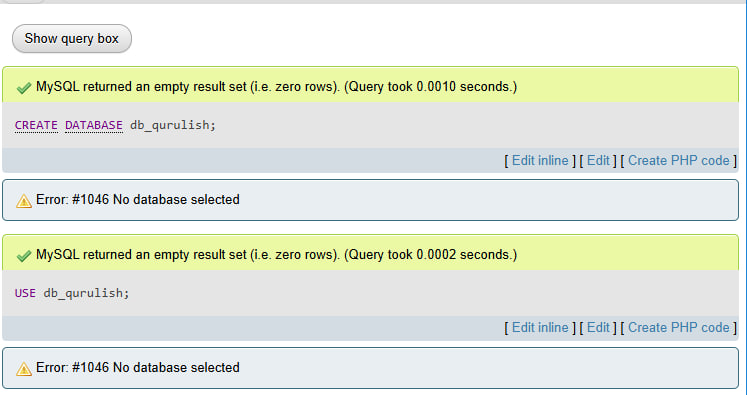 Show query box
MySQL returned an empty result set (i.e. zero rows). (Query took 0.0010 seconds.)
CREATE DATABASE db_qurulish;
[ Edit inline ] [ Edit ] [ Create PHP code ]
Error: #1046 No database selected
MySQL returned an empty result set (i.e. zero rows). (Query took 0.0002 seconds.)
USE db_qurulish;
[ Edit inline ] [ Edit ] [ Create PHP code ]
Error: #1046 No database selected